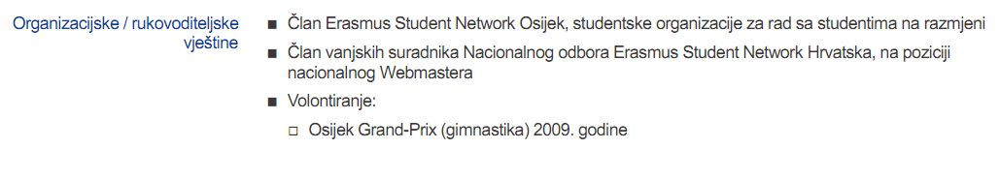 Organizacijske / rukovoditeljske
vještine
■ Član Erasmus Student Network Osijek, studentske organizacije za rad sa studentima na razmjeni
■ Član vanjskih suradnika Nacionalnog odbora Erasmus Student Network Hrvatska, na poziciji
nacionalnog Webmastera
■ Volontiranje:
□ Osijek Grand-Prix (gimnastika) 2009. godine